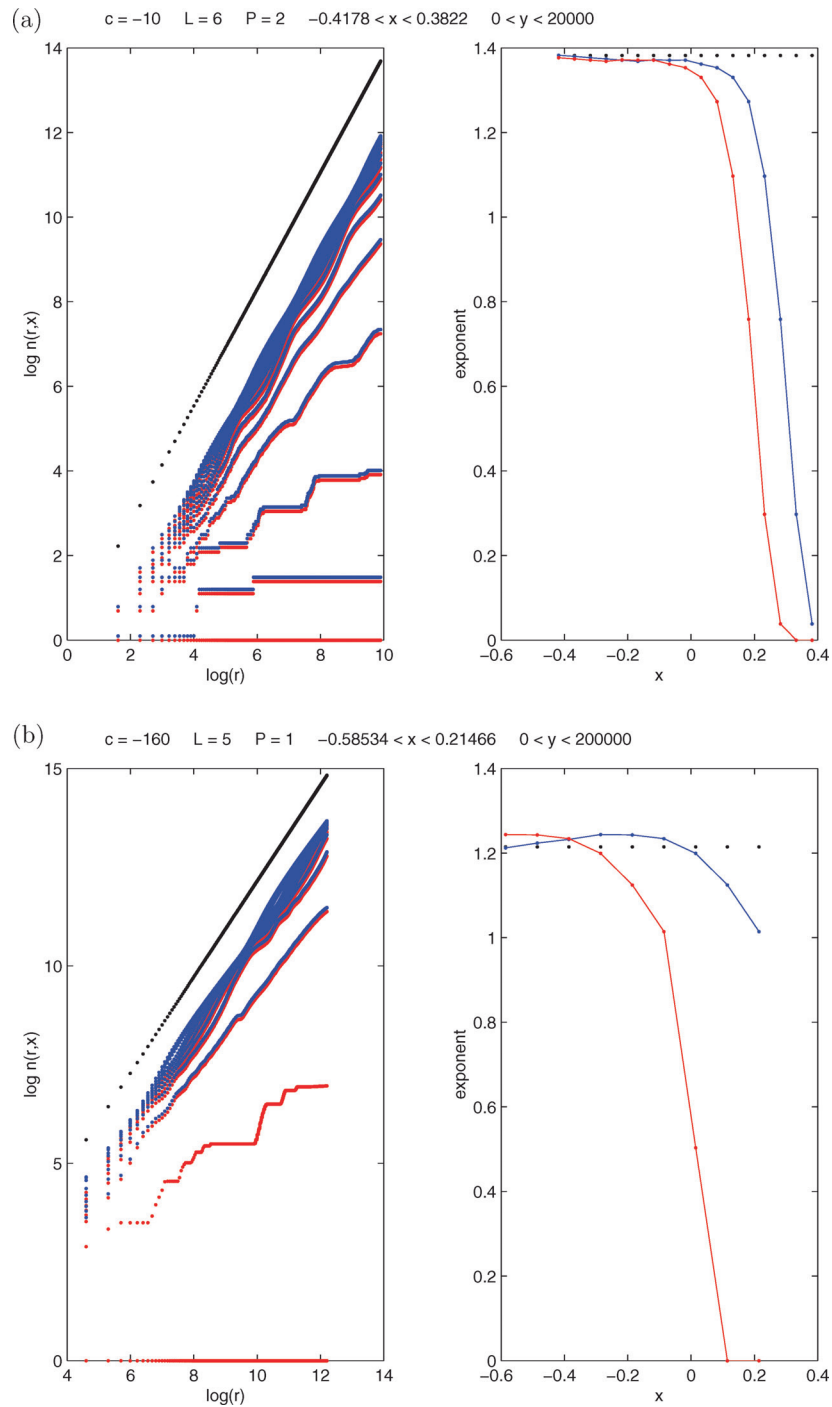 (a) c = −10 L = 6 P = 2 −0.4178 < x < 0.3822 0 < y < 20000
14
12
10
8
6
4
2
0
log n(r,x)
0 2 4 6 8 10
log(r)
1.4
1.2
1
0.8
0.6
0.4
0.2
0
exponent
−0.6 −0.4 −0.2 0 0.2 0.4
x
(b) c = −160 L = 5 P = 1 −0.58534 < x < 0.21466 0 < y < 200000
15
10
5
0
log n(r,x)
4 6 8 10 12 14
log(r)
1.4
1.2
1
0.8
0.6
0.4
0.2
0
exponent
−0.6 −0.4 −0.2 0 0.2 0.4
x